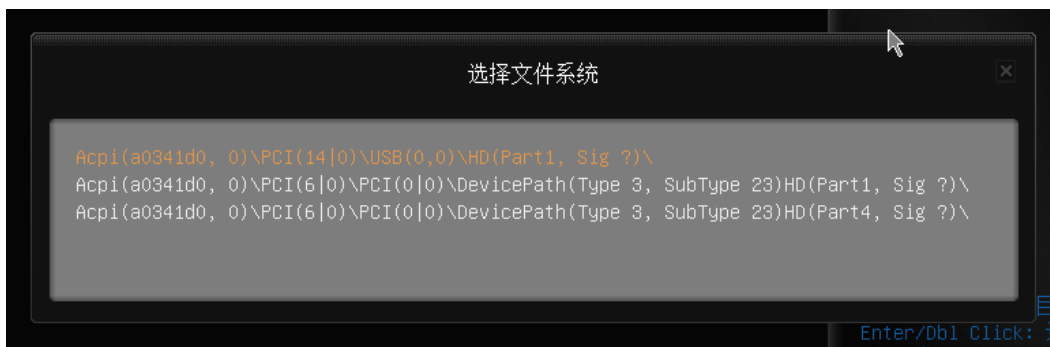 选择文件系统
Acpi(a0341d0, 0)\PCI(14|0)\USB(0,0)\HD(Part1, Sig ?)\
Acpi(a0341d0, 0)\PCI(6|0)\PCI(0|0)\DevicePath(Type 3, SubType 23)HD(Part1, Sig ?)\
Acpi(a0341d0, 0)\PCI(6|0)\PCI(0|0)\DevicePath(Type 3, SubType 23)HD(Part4, Sig ?)\
Enter/Dbl Click: